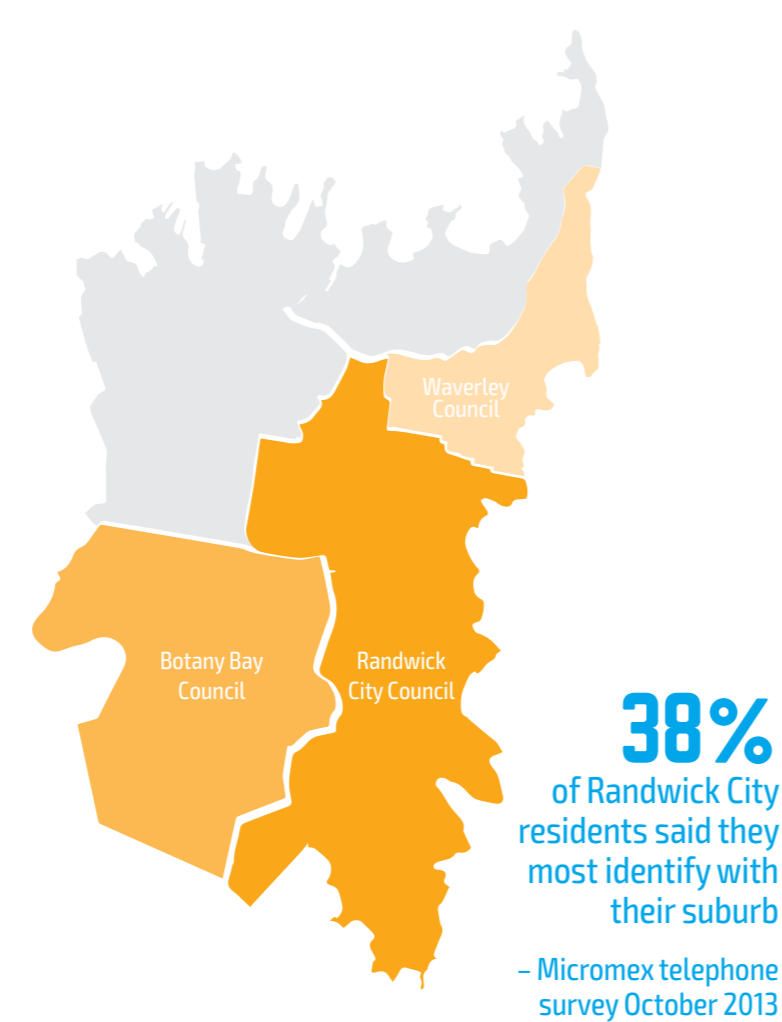 Waverley
Council
Botany Bay
Council
Randwick
City Council
38%
of Randwick City
residents said they
most identify with
their suburb
– Micromex telephone
survey October 2013